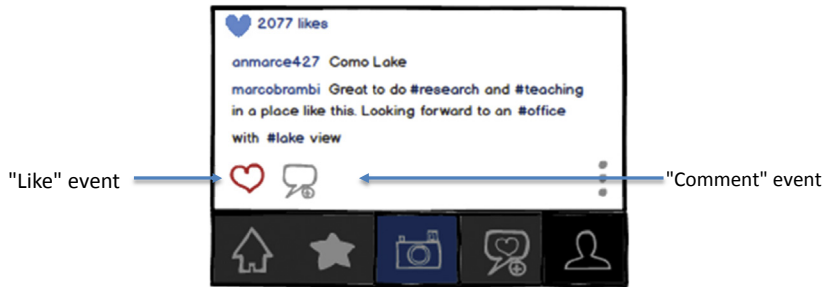 2077 likes
anmarce427 Como Lake
marcobrambi Great to do #research and #teaching
in a place like this. Looking forward to an #office
with #lake view
"Like" event
"Comment" event